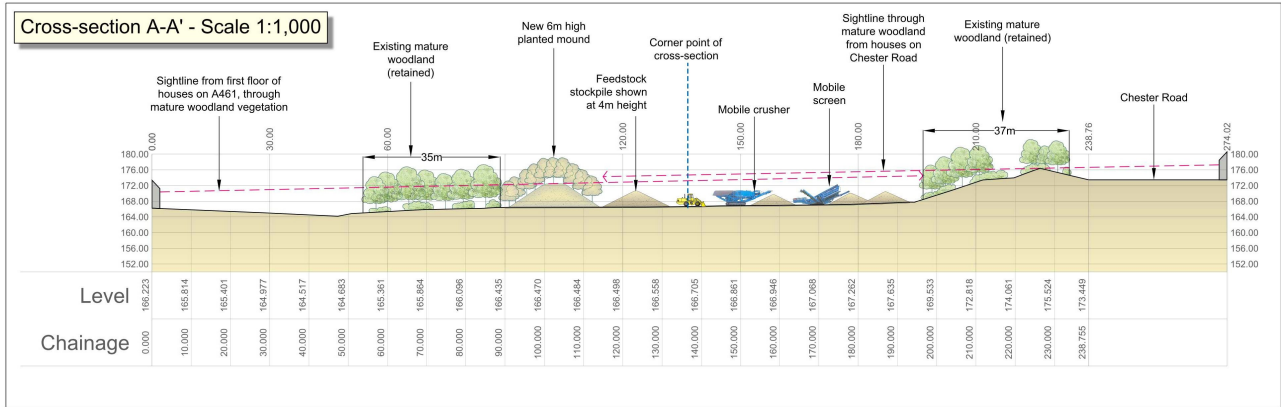 Cross-section A-A' - Scale 1:1,000
Sightline from first floor of
houses on A461, through
mature woodland vegetation
Existing mature
woodland
(retained)
New 6m high
planted mound
Feedstock
stockpile shown
at 4m height
Corner point of
cross-section
Mobile crusher
Mobile
screen
Sightline through
mature woodland
from houses on
Chester Road
Existing mature
woodland (retained)
Chester Road
0.00 30.00 60.00 120.00 150.00 180.00 210.00 238.76 274.02
35m 37m
180.00 180.00
176.00 176.00
172.00 172.00
168.00 168.00
164.00 164.00
160.00 160.00
156.00 156.00
152.00 152.00
Level 166.223 165.814 165.401 164.977 164.517 164.683 165.361 165.864 166.096 166.435 166.470 166.484 166.498 166.558 166.705 166.861 166.946 167.068 167.262 167.635 169.533 172.818 174.061 175.524 173.449
Chainage 0.000 10.000 20.000 30.000 40.000 50.000 60.000 70.000 80.000 90.000 100.000 110.000 120.000 130.000 140.000 150.000 160.000 170.000 180.000 190.000 200.000 210.000 220.000 230.000 238.755